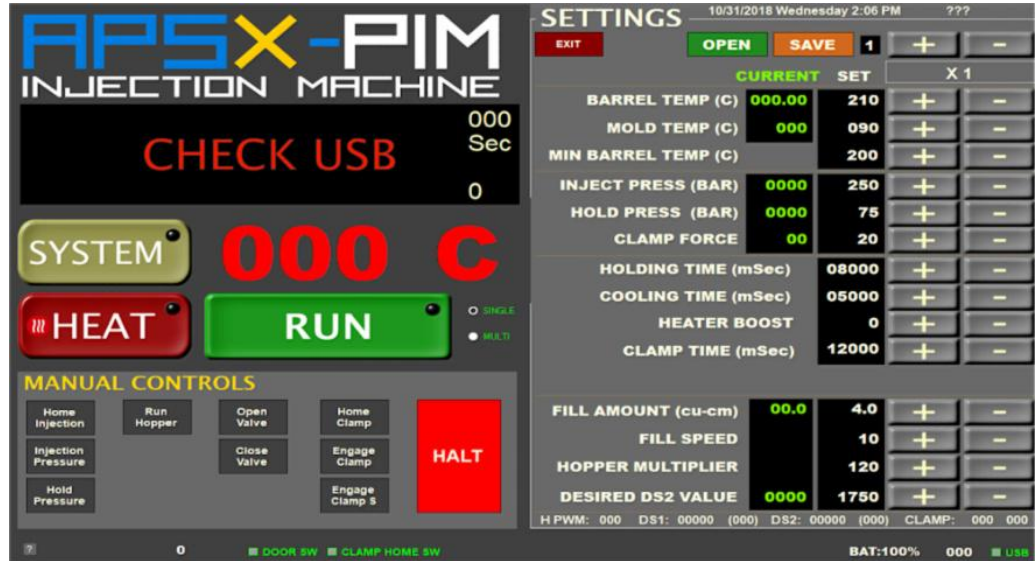 APSX-PIM
INJECTION MACHINE
CHECK USB
000
Sec
0
SYSTEM
000 C
HEAT
RUN
SINGLE
MULTI
MANUAL CONTROLS
Home
Injection
Run
Hopper
Open
Valve
Home
Clamp
Injection
Pressure
Close
Valve
Engage
Clamp
HALT
Hold
Pressure
Engage
Clamp S
? 0 DOOR SW CLAMP HOME SW
SETTINGS 10/31/2018 Wednesday 2:06 PM ???
EXIT OPEN SAVE 1 + -
CURRENT SET X 1
BARREL TEMP (C) 000.00 210 + -
MOLD TEMP (C) 000 090 + -
MIN BARREL TEMP (C) 200 + -
INJECT PRESS (BAR) 0000 250 + -
HOLD PRESS (BAR) 0000 75 + -
CLAMP FORCE 00 20 + -
HOLDING TIME (mSec) 08000 + -
COOLING TIME (mSec) 05000 + -
HEATER BOOST 0 + -
CLAMP TIME (mSec) 12000 + -
FILL AMOUNT (cu-cm) 00.0 4.0 + -
FILL SPEED 10 + -
HOPPER MULTIPLIER 120 + -
DESIRED DS2 VALUE 0000 1750 + -
H PWM: 000 DS1: 00000 (000) DS2: 00000 (000) CLAMP: 000 000
BAT:100% 000 USB